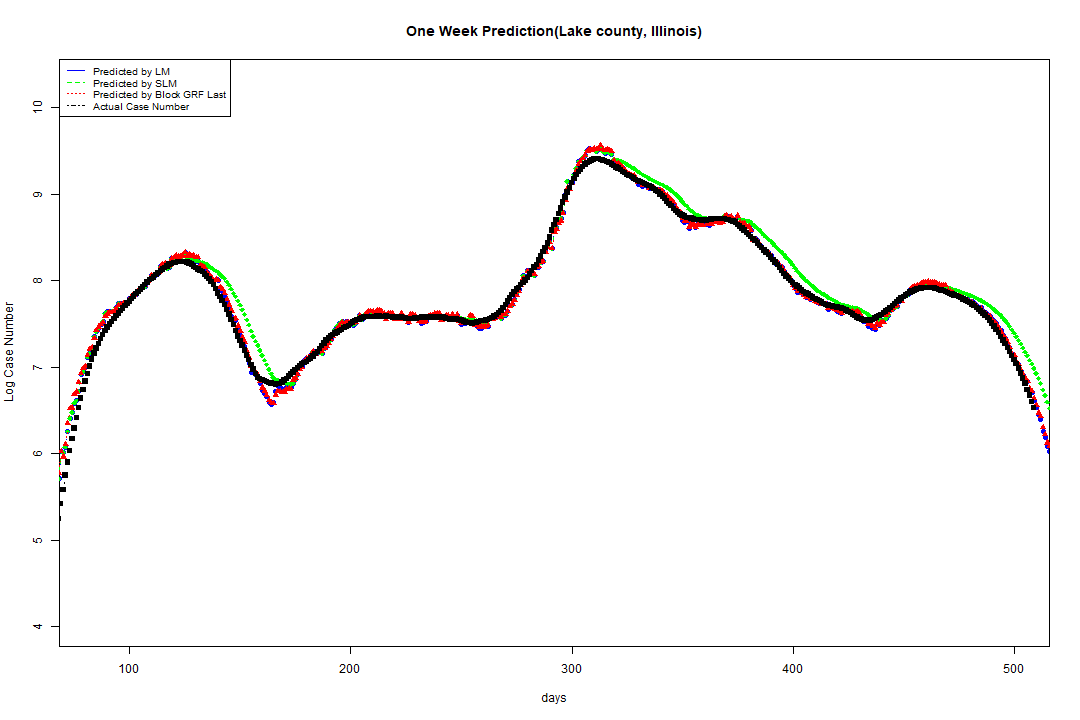 One Week Prediction(Lake county, Illinois)
Predicted by LM
Predicted by SLM
Predicted by Block GRF Last
Actual Case Number
10
9
8
7
6
5
4
Log Case Number
100 200 300 400 500
days